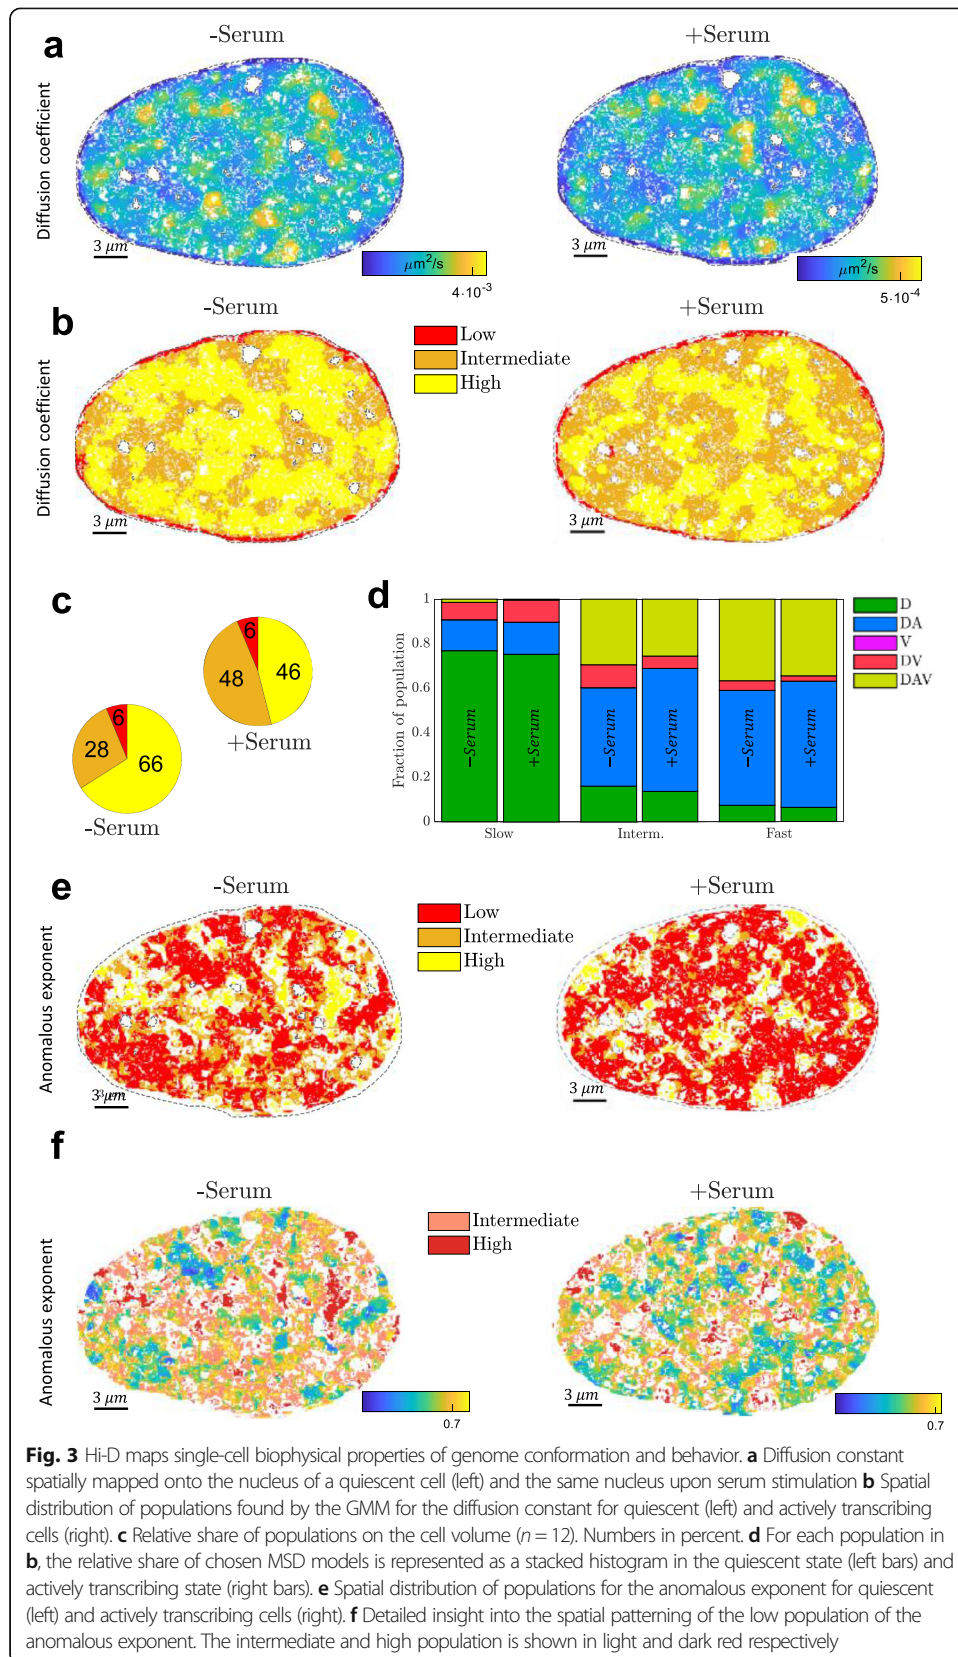 a
-Serum
+Serum
Diffusion coefficient
3 μm
μm²/s
4·10⁻³
3 μm
μm²/s
5·10⁻⁴
b
-Serum
+Serum
Diffusion coefficient
Low
Intermediate
High
3 μm
3 μm
c
6
28
66
-Serum
6
48
46
+Serum
d
Fraction of population
1
0.8
0.6
0.4
0.2
0
−Serum
+Serum
−Serum
+Serum
−Serum
+Serum
Slow
Interm.
Fast
D
DA
V
DV
DAV
e
-Serum
+Serum
Anomalous exponent
Low
Intermediate
High
3 μm
3 μm
f
-Serum
+Serum
Anomalous exponent
Intermediate
High
3 μm
0.7
3 μm
0.7
Fig. 3 Hi-D maps single-cell biophysical properties of genome conformation and behavior. a Diffusion constant
spatially mapped onto the nucleus of a quiescent cell (left) and the same nucleus upon serum stimulation b Spatial
distribution of populations found by the GMM for the diffusion constant for quiescent (left) and actively transcribing
cells (right). c Relative share of populations on the cell volume (n = 12). Numbers in percent. d For each population in
b, the relative share of chosen MSD models is represented as a stacked histogram in the quiescent state (left bars) and
actively transcribing state (right bars). e Spatial distribution of populations for the anomalous exponent for quiescent
(left) and actively transcribing cells (right). f Detailed insight into the spatial patterning of the low population of the
anomalous exponent. The intermediate and high population is shown in light and dark red respectively